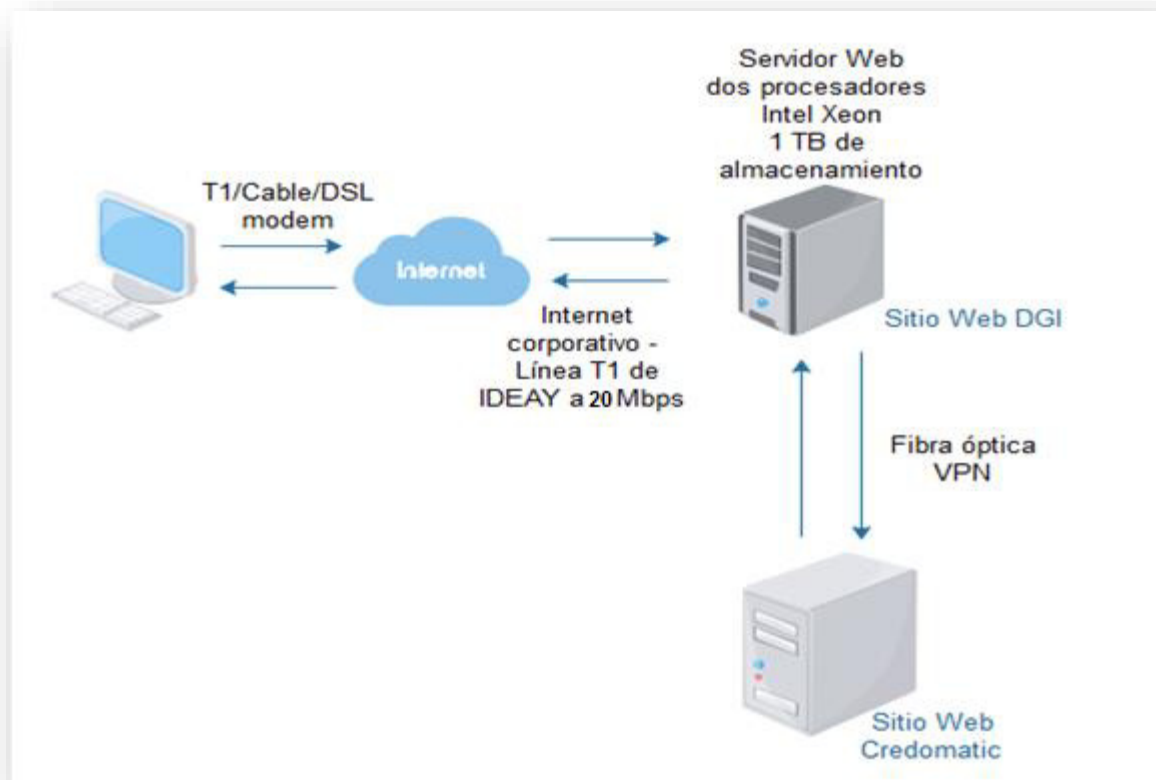 Servidor Web
dos procesadores
Intel Xeon
1 TB de
almacenamiento
T1/Cable/DSL
modem
Internet
Internet
corporativo -
Línea T1 de
IDEAY a 20 Mbps
Sitio Web DGI
Fibra óptica
VPN
Sitio Web
Credomatic